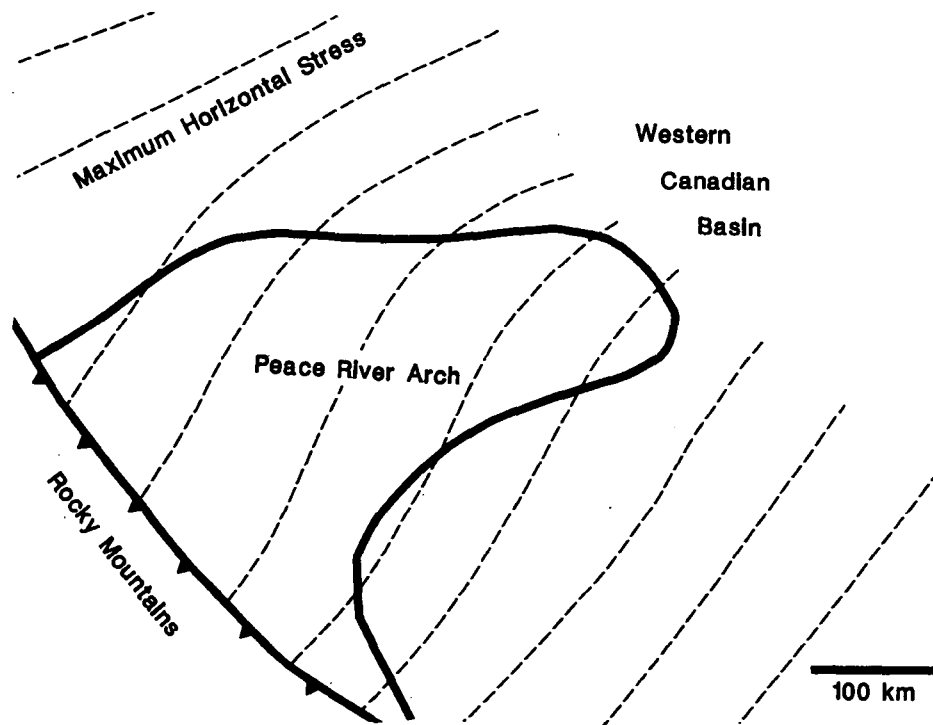 Maximum Horizontal Stress
Western
Canadian
Basin
Peace River Arch
Rocky Mountains
100 km